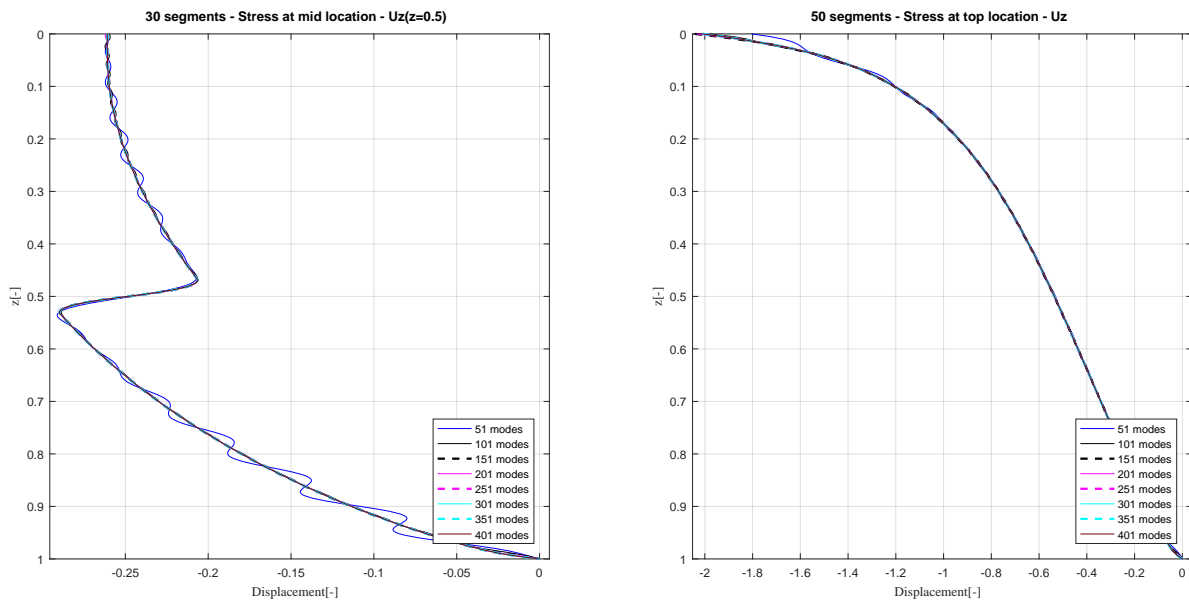 30 segments - Stress at mid location - Uz(z=0.5)
0
0.1
0.2
0.3
0.4
0.5
0.6
0.7
0.8
0.9
1
z[-]
-0.25
-0.2
-0.15
-0.1
-0.05
0
Displacement[-]
51 modes
101 modes
151 modes
201 modes
251 modes
301 modes
351 modes
401 modes
50 segments - Stress at top location - Uz
0
0.1
0.2
0.3
0.4
0.5
0.6
0.7
0.8
0.9
1
z[-]
-2
-1.8
-1.6
-1.4
-1.2
-1
-0.8
-0.6
-0.4
-0.2
0
Displacement[-]
51 modes
101 modes
151 modes
201 modes
251 modes
301 modes
351 modes
401 modes